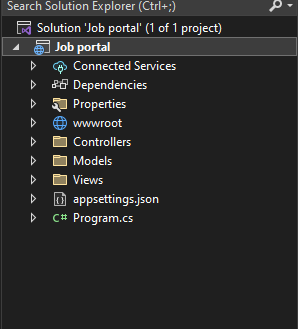 Search Solution Explorer (Ctrl+;)
Solution 'Job portal' (1 of 1 project)
Job portal
Connected Services
Dependencies
Properties
wwwroot
Controllers
Models
Views
appsettings.json
C# Program.cs